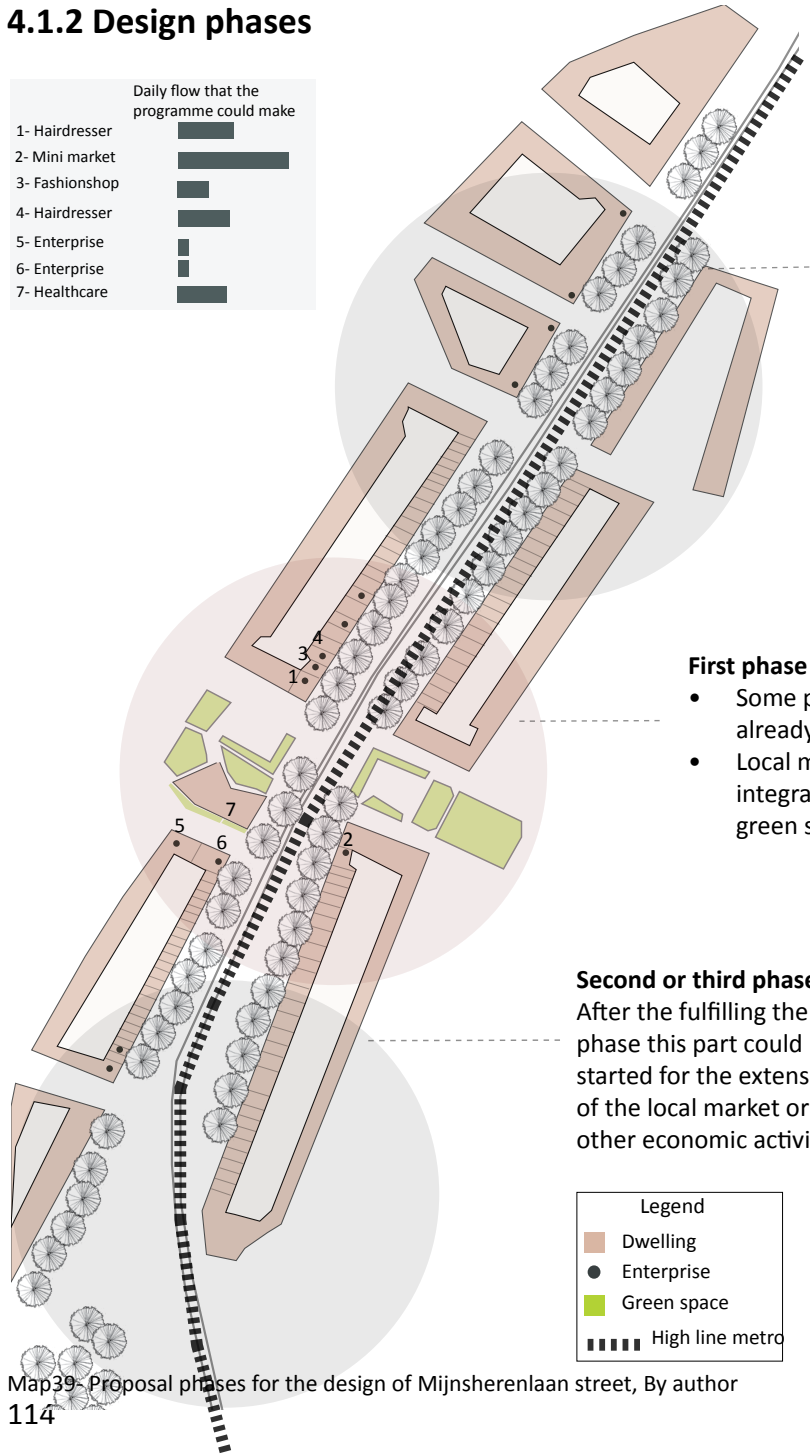 4.1.2 Design phases
Daily flow that the
programme could make
1- Hairdresser
2- Mini market
3- Fashionshop
4- Hairdresser
5- Enterprise
6- Enterprise
7- Healthcare
4
3
1
7
5
6
2
First phase
• Some p
already
• Local m
integra
green s
Second or third phase
After the fulfilling the
phase this part could
started for the extens
of the local market or
other economic activi
Legend
Dwelling
Enterprise
Green space
High line metro
Map39- Proposal phases for the design of Mijnsherenlaan street, By author
114